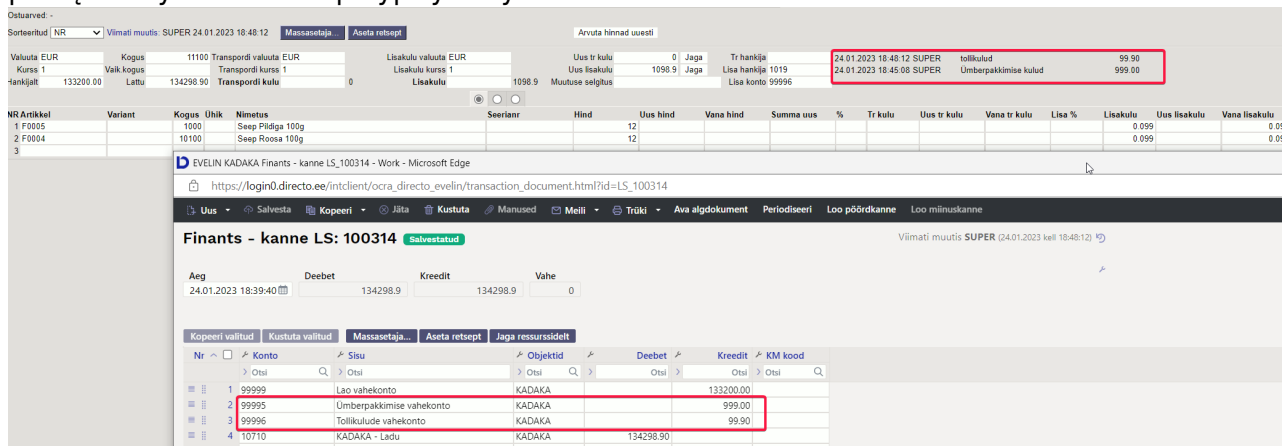 Ostuarved: -
Sorteeritud NR Viimati muutis: SUPER 24.01.2023 18:48:12 Massasetaja... Aseta retsept Arvuta hinnad uuesti
Valuuta EUR Kogus 11100 Transpordi valuuta EUR Lisakulu valuuta EUR Uus tr kulu 0 Jaga Tr hankija 24.01.2023 18:48:12 SUPER tollikulud 99.90
Kurss 1 Vaik.kogus Transpordi kurss 1 Lisakulu kurss 1 Uus lisakulu 1098.9 Jaga Lisa hankija 1019 24.01.2023 18:45:08 SUPER Ümberpakkimise kulud 999.00
Hankijalt 133200.00 Lattu 134298.90 Transpordi kulu 0 Lisakulu 1098.9 Muutuse selgitus Lisa konto 99996
NR Artikkel Variant Kogus Ühik Nimetus Seerianr Hind Uus hind Vana hind Summa uus % Tr kulu Uus tr kulu Vana tr kulu Lisa % Lisakulu Uus lisakulu Vana lisakulu
1 F0005 1000 Seep Pildiga 100g 12 0.099 0.09
2 F0004 10100 Seep Roosa 100g 12 0.099 0.09
3
EVELIN KADAKA Finants - kanne LS_100314 - Work - Microsoft Edge
https://login0.directo.ee/intclient/ocra_directo_evelin/transaction_document.html?id=LS_100314
Uus Salvesta Kopeeri Jäta Kustuta Manused Meili Trüki Ava algdokument Periodiseeri Loo pöördkanne Loo miinuskanne
Finants - kanne LS: 100314 Salvestatud Viimati muutis SUPER (24.01.2023 kell 18:48:12)
Aeg Deebet Kreedit Vahe
24.01.2023 18:39:40 134298.9 134298.9 0
Kopeeri valitud Kustuta valitud Massasetaja... Aseta retsept Jaga ressurssidelt
Nr Konto Sisu Objektid Deebet Kreedit KM kood
> Otsi > Otsi > Otsi > Otsi Otsi > Otsi
1 99999 Lao vahekonto KADAKA 133200.00
2 99995 Ümberpakkimise vahekonto KADAKA 999.00
3 99996 Tollikulude vahekonto KADAKA 99.90
4 10710 KADAKA - Ladu KADAKA 134298.90